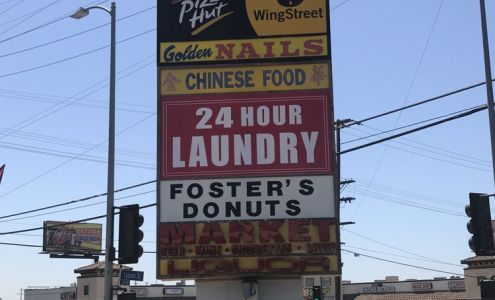 Pizza Hut
WingStreet
Golden NAILS
CHINESE FOOD
24 HOUR
LAUNDRY
FOSTER'S
DONUTS
MARKET
LIQUOR